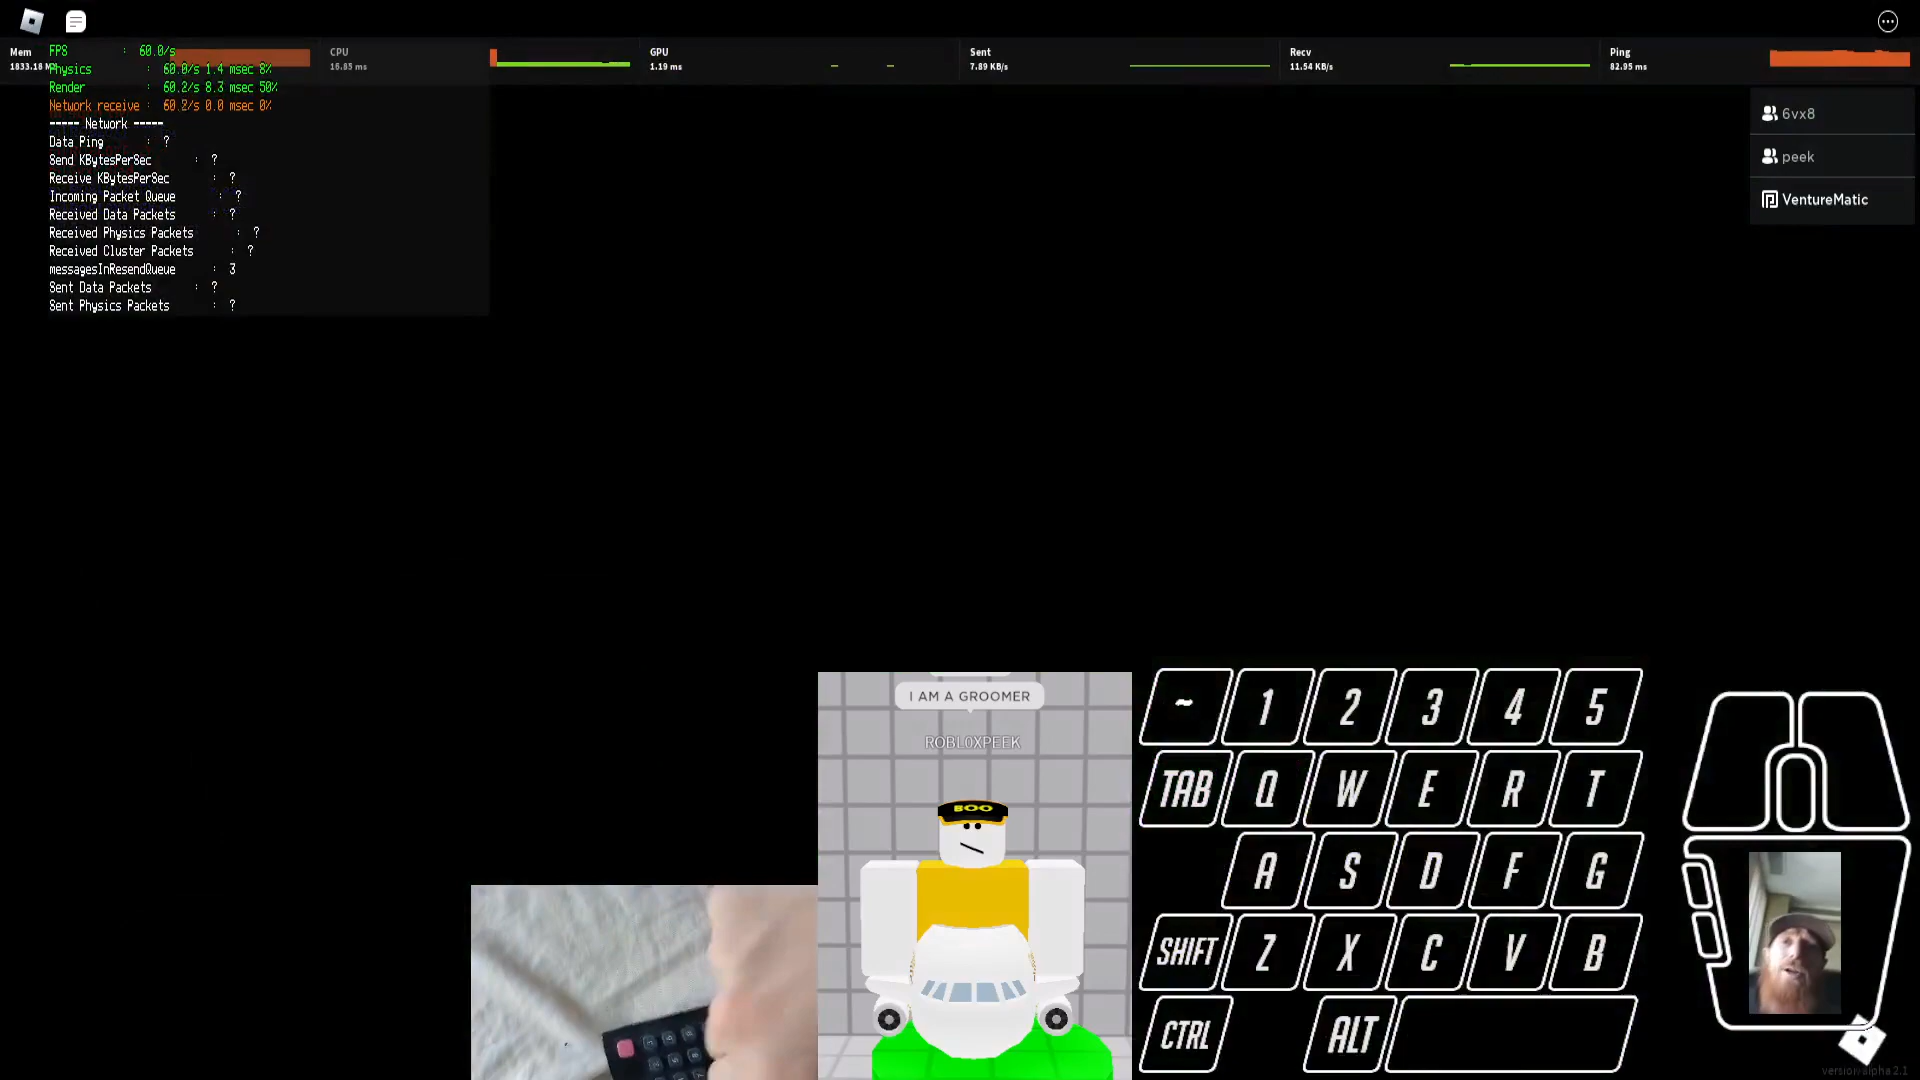 Mem
1833.18 M
CPU
16.85 ms
GPU
1.19 ms
Sent
7.89 KB/s
Recv
11.54 KB/s
Ping
82.95 ms
FPS : 60.0/s
Physics : 60.0/s 1.4 msec 8%
Render : 60.2/s 8.3 msec 50%
Network receive : 60.2/s 0.0 msec 0%
----- Network -----
Data Ping : ?
Send KBytesPerSec : ?
Receive KBytesPerSec : ?
Incoming Packet Queue : ?
Received Data Packets : ?
Received Physics Packets : ?
Received Cluster Packets : ?
messagesInResendQueue : 3
Sent Data Packets : ?
Sent Physics Packets : ?
6vx8
peek
VentureMatic
I AM A GROOMER
ROBL0XPEEK
BOO
~ 1 2 3 4 5
TAB Q W E R T
A S D F G
SHIFT Z X C V B
CTRL ALT
version alpha 2.1